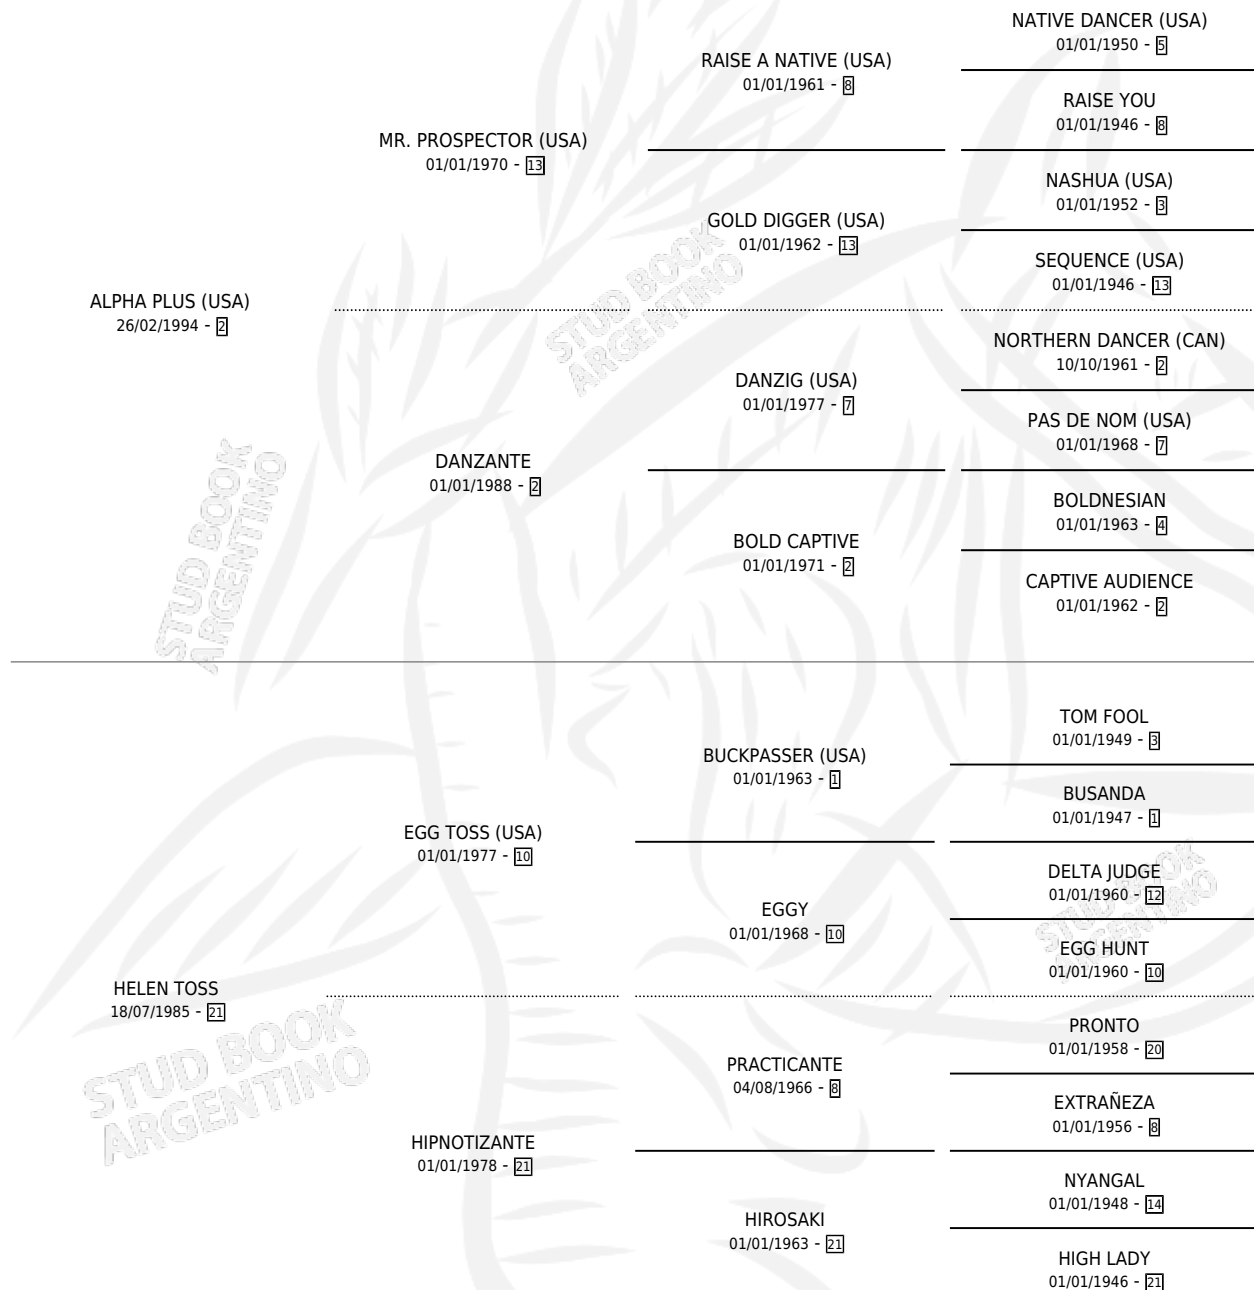 NATIVE DANCER (USA)
01/01/1950 - 5
RAISE A NATIVE (USA)
01/01/1961 - 8
RAISE YOU
01/01/1946 - 8
MR. PROSPECTOR (USA)
01/01/1970 - 13
NASHUA (USA)
01/01/1952 - 3
GOLD DIGGER (USA)
01/01/1962 - 13
SEQUENCE (USA)
01/01/1946 - 13
ALPHA PLUS (USA)
26/02/1994 - 2
NORTHERN DANCER (CAN)
10/10/1961 - 2
DANZIG (USA)
01/01/1977 - 7
PAS DE NOM (USA)
01/01/1968 - 7
DANZANTE
01/01/1988 - 2
BOLDNESIAN
01/01/1963 - 4
BOLD CAPTIVE
01/01/1971 - 2
CAPTIVE AUDIENCE
01/01/1962 - 2
TOM FOOL
01/01/1949 - 3
BUCKPASSER (USA)
01/01/1963 - 1
BUSANDA
01/01/1947 - 1
EGG TOSS (USA)
01/01/1977 - 10
DELTA JUDGE
01/01/1960 - 12
EGGY
01/01/1968 - 10
EGG HUNT
01/01/1960 - 10
HELEN TOSS
18/07/1985 - 21
PRONTO
01/01/1958 - 20
PRACTICANTE
04/08/1966 - 8
EXTRAÑEZA
01/01/1956 - 8
HIPNOTIZANTE
01/01/1978 - 21
NYANGAL
01/01/1948 - 14
HIROSAKI
01/01/1963 - 21
HIGH LADY
01/01/1946 - 21
STUD BOOK
ARGENTINO
STUD BOOK
ARGENTINO
STUD BOOK
ARGENTINO
STUD BOOK
ARGENTINO